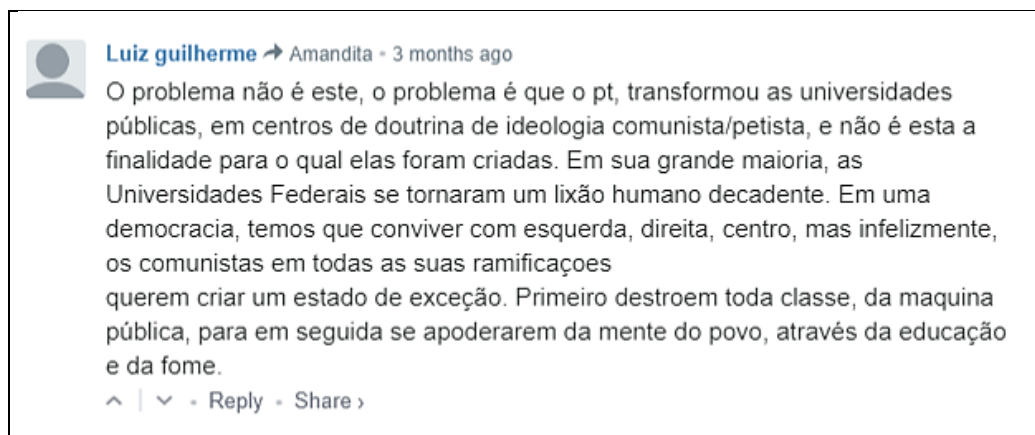 Luiz guilherme Amandita • 3 months ago
O problema não é este, o problema é que o pt, transformou as universidades
públicas, em centros de doutrina de ideologia comunista/petista, e não é esta a
finalidade para o qual elas foram criadas. Em sua grande maioria, as
Universidades Federais se tornaram um lixão humano decadente. Em uma
democracia, temos que conviver com esquerda, direita, centro, mas infelizmente,
os comunistas em todas as suas ramificaçoes
querem criar um estado de exceção. Primeiro destroem toda classe, da maquina
pública, para em seguida se apoderarem da mente do povo, através da educação
e da fome.
• Reply • Share ›